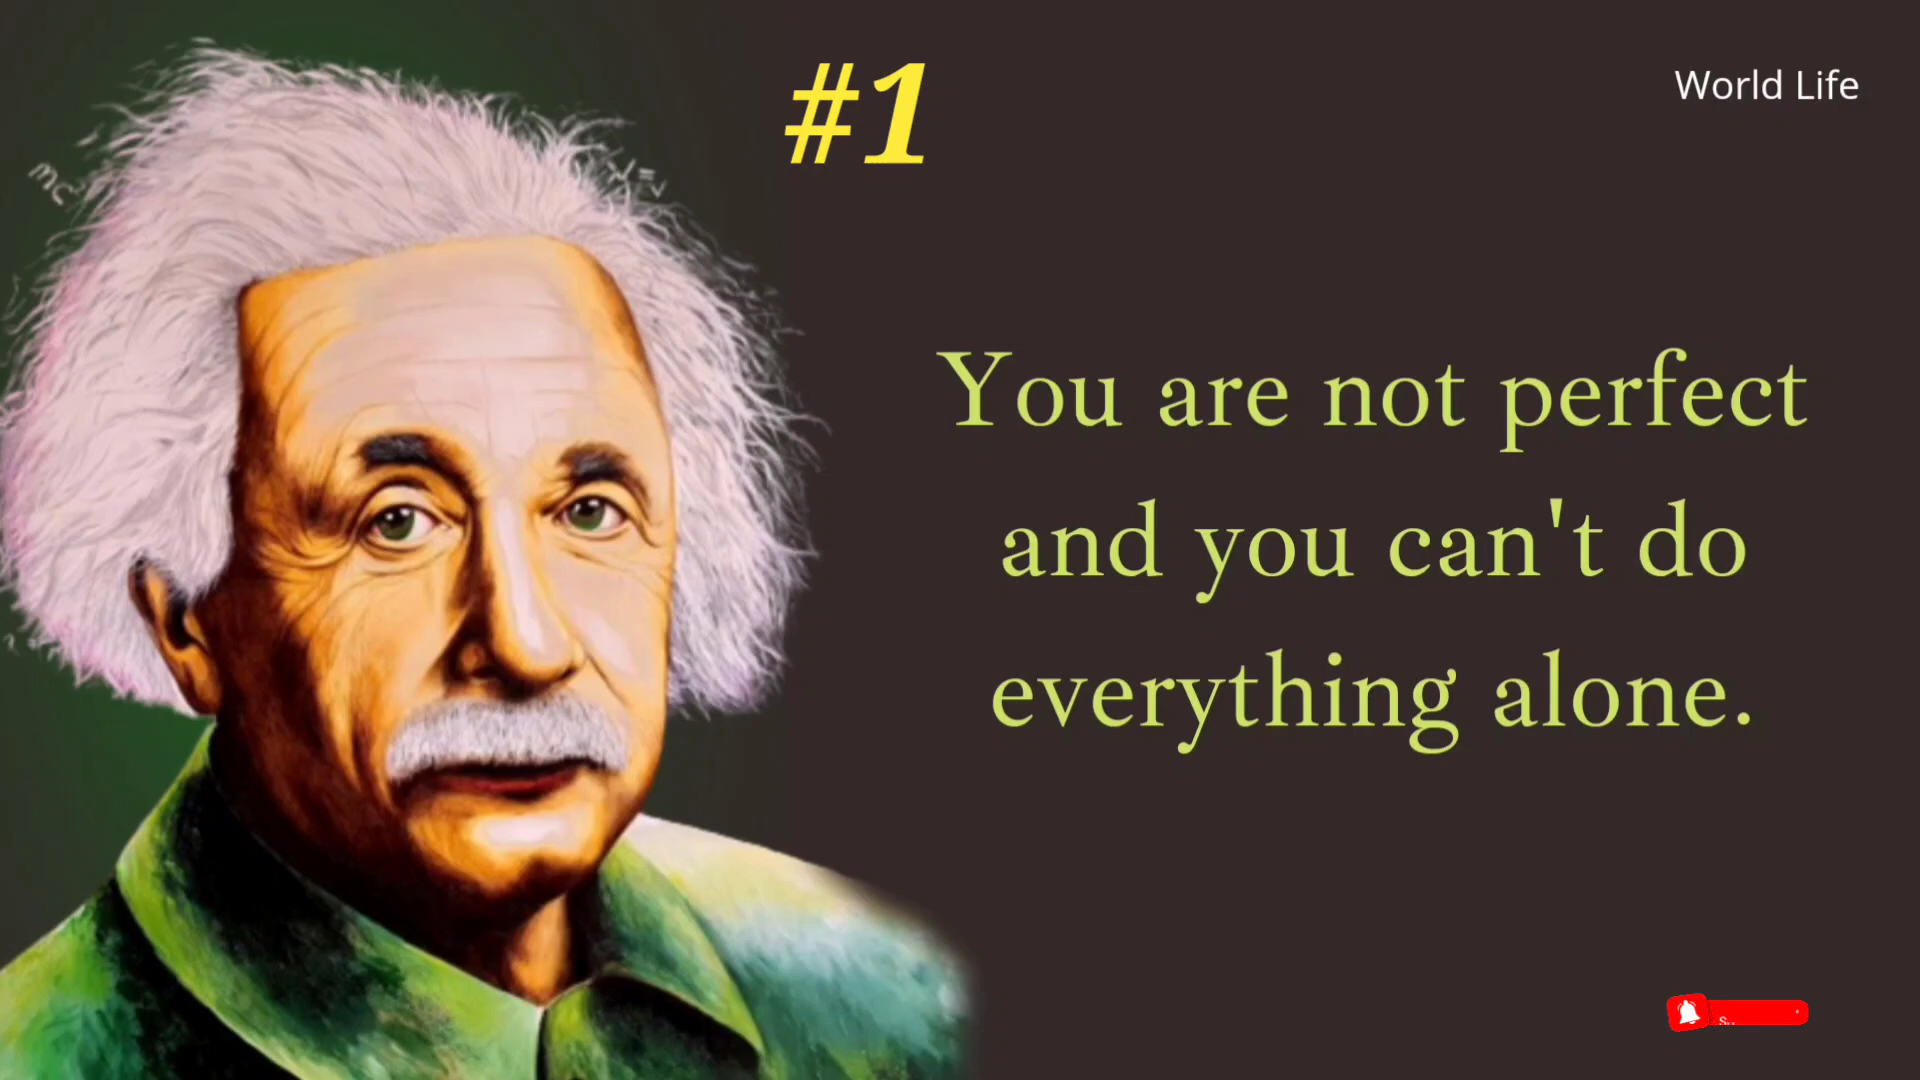 #1
World Life
You are not perfect
and you can't do
everything alone.